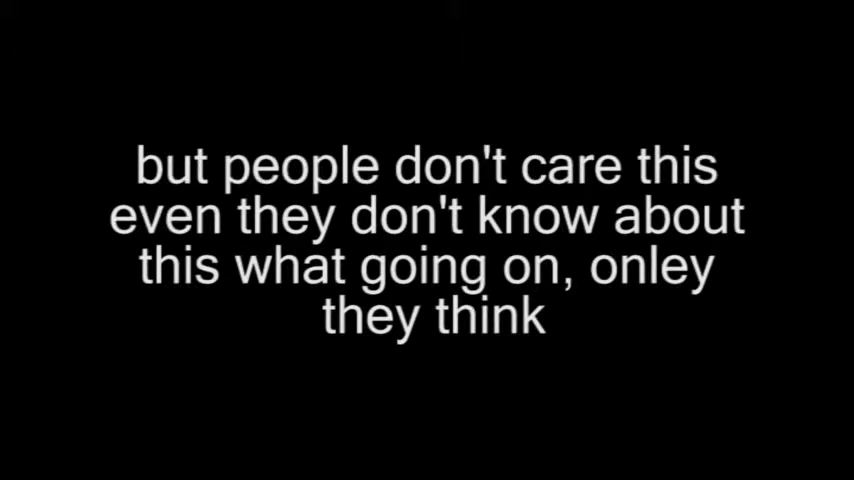 but people don't care this
even they don't know about
this what going on, onley
they think